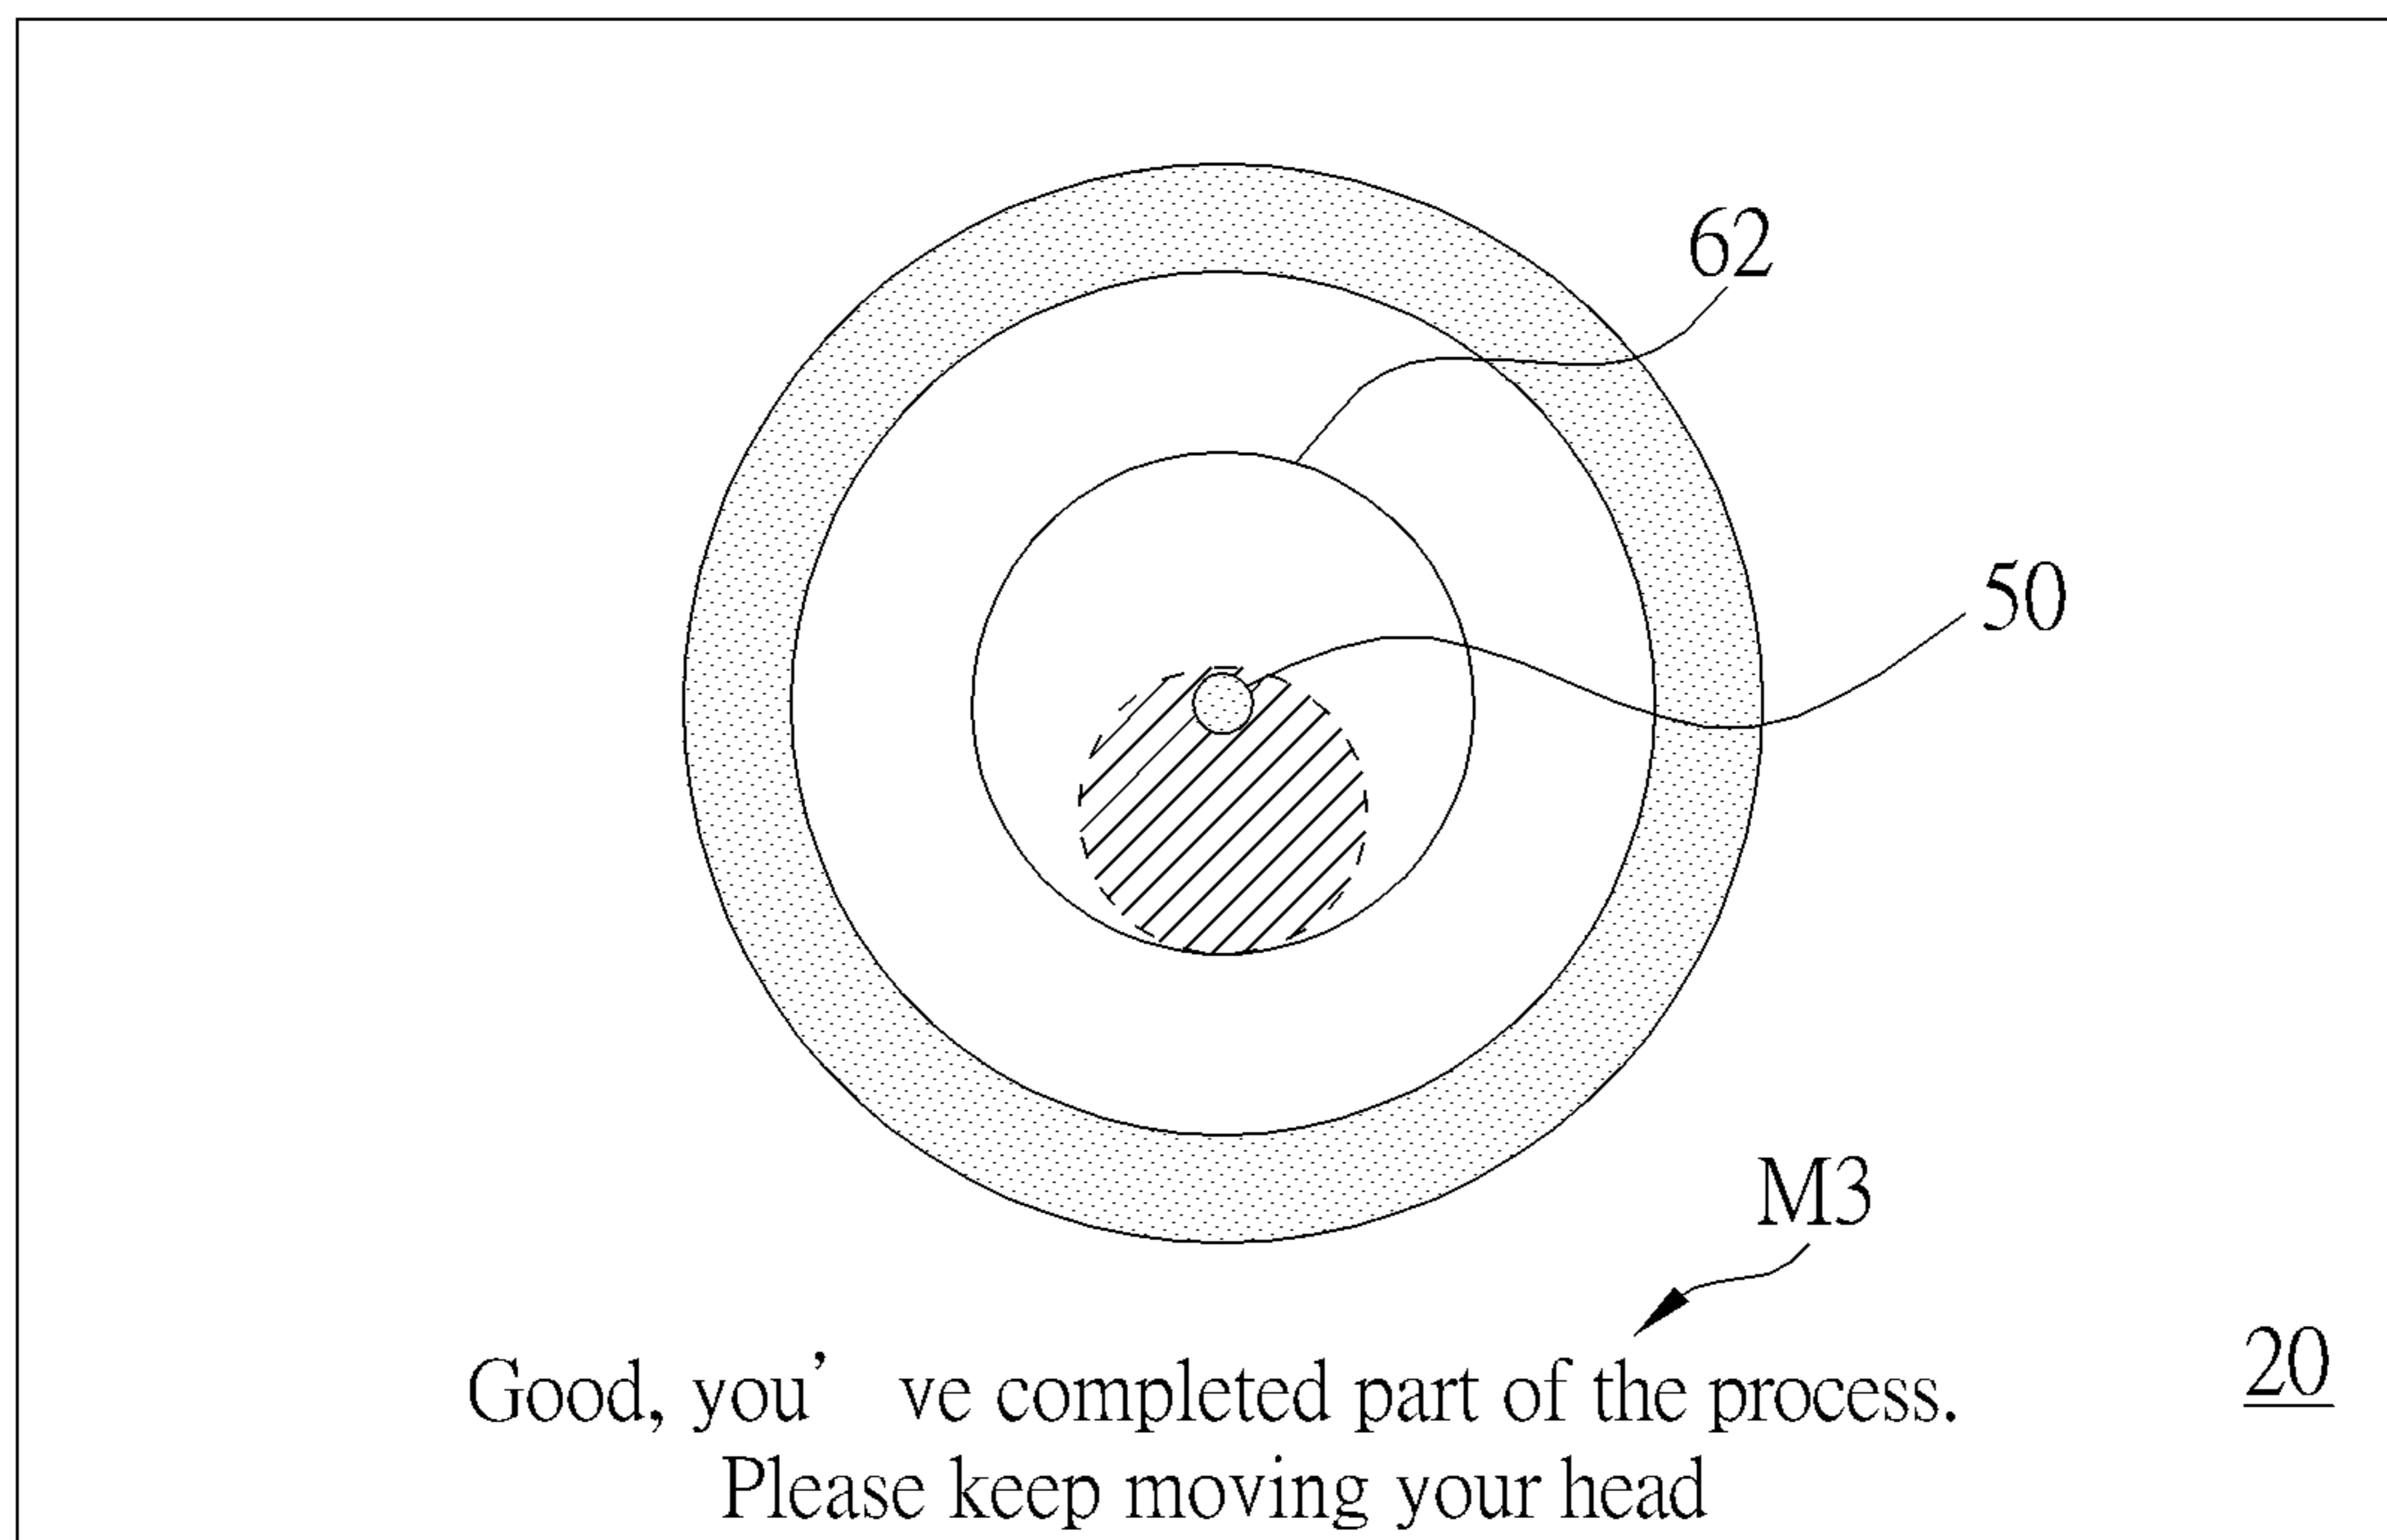 62
50
M3
20
Good, you’ ve completed part of the process.
Please keep moving your head